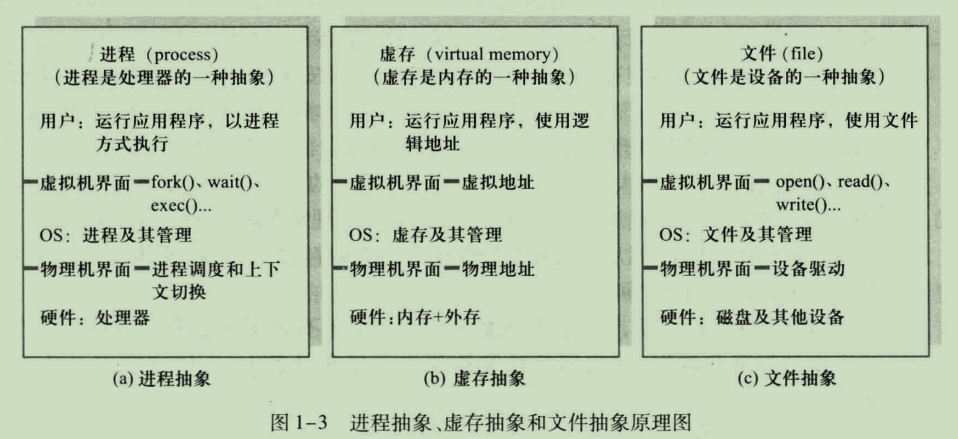 进程 (process)
(进程是处理器的一种抽象)
用户：运行应用程序，以进程
方式执行
虚拟机界面━fork()、wait()、
exec()...
OS：进程及其管理
物理机界面━进程调度和上下
文切换
硬件：处理器
(a) 进程抽象
虚存 (virtual memory)
(虚存是内存的一种抽象)
用户：运行应用程序，使用逻
辑地址
虚拟机界面━虚拟地址
OS：虚存及其管理
物理机界面━物理地址
硬件:内存+外存
(b) 虚存抽象
文件 (file)
(文件是设备的一种抽象)
用户：运行应用程序，使用文件
虚拟机界面━ open()、read()、
write()...
OS：文件及其管理
物理机界面━设备驱动
硬件：磁盘及其他设备
(c) 文件抽象
图 1-3 进程抽象、虚存抽象和文件抽象原理图